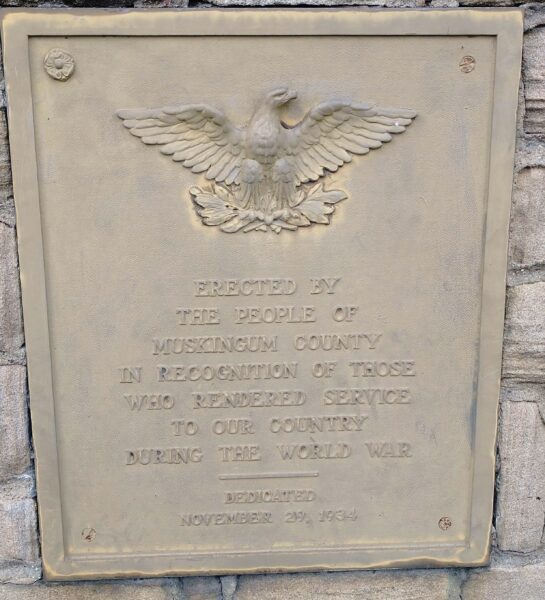 ERECTED BY
THE PEOPLE OF
MUSKINGUM COUNTY
IN RECOGNITION OF THOSE
WHO RENDERED SERVICE
TO OUR COUNTRY
DURING THE WORLD WAR
DEDICATED
NOVEMBER 29, 1934